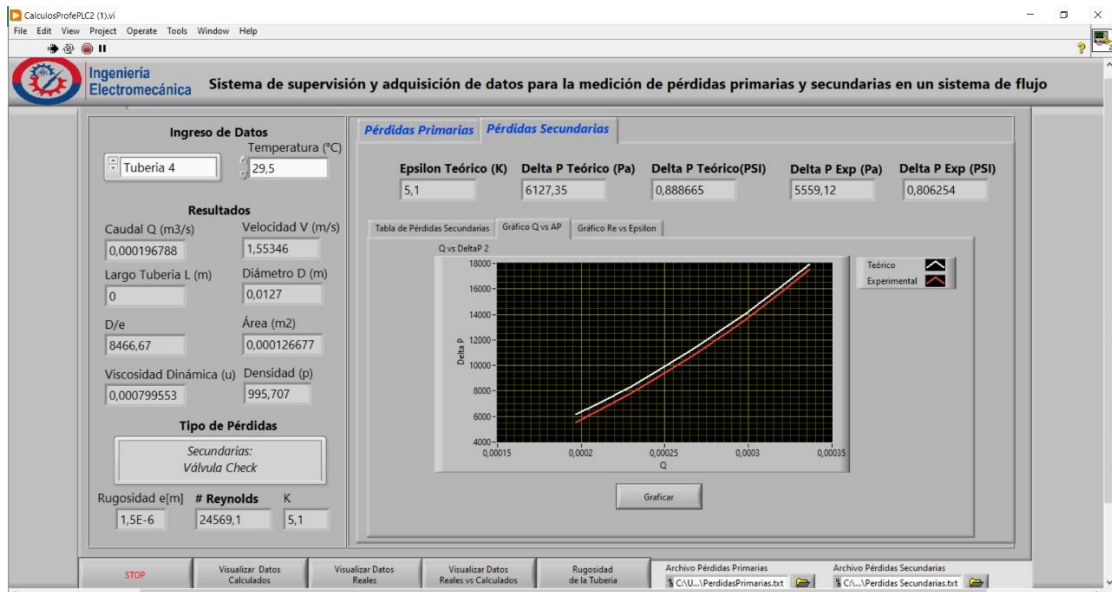 CalculosProfePLC2 (1).vi
File Edit View Project Operate Tools Window Help
Ingeniería
Electromecánica
Sistema de supervisión y adquisición de datos para la medición de pérdidas primarias y secundarias en un sistema de flujo
Ingreso de Datos
Temperatura (°C)
Tuberia 4
29,5
Resultados
Caudal Q (m3/s)
Velocidad V (m/s)
0,000196788
1,55346
Largo Tuberia L (m)
Diámetro D (m)
0
0,0127
D/e
Área (m2)
8466,67
0,000126677
Viscosidad Dinámica (u)
Densidad (p)
0,000799553
995,707
Tipo de Pérdidas
Secundarias:
Válvula Check
Rugosidad e[m]
# Reynolds
K
1,5E-6
24569,1
5,1
Pérdidas Primarias
Pérdidas Secundarias
Epsilon Teórico (K)
Delta P Teórico (Pa)
Delta P Teórico(PSI)
Delta P Exp (Pa)
Delta P Exp (PSI)
5,1
6127,35
0,888665
5559,12
0,806254
Tabla de Pérdidas Secundarias
Gráfico Q vs AP
Gráfico Re vs Epsilon
Q vs DeltaP 2
18000
16000
14000
12000
10000
8000
6000
4000
Delta P
0,00015
0,0002
0,00025
0,0003
0,00035
Q
Teórico
Experimental
Graficar
STOP
Visualizar Datos
Calculados
Visualizar Datos
Reales
Visualizar Datos
Reales vs Calculados
Rugosidad
de la Tuberia
Archivo Pérdidas Primarias
C:\U...\PerdidasPrimarias.txt
Archivo Pérdidas Secundarias
C:\...\Perdidas Secundarias.txt